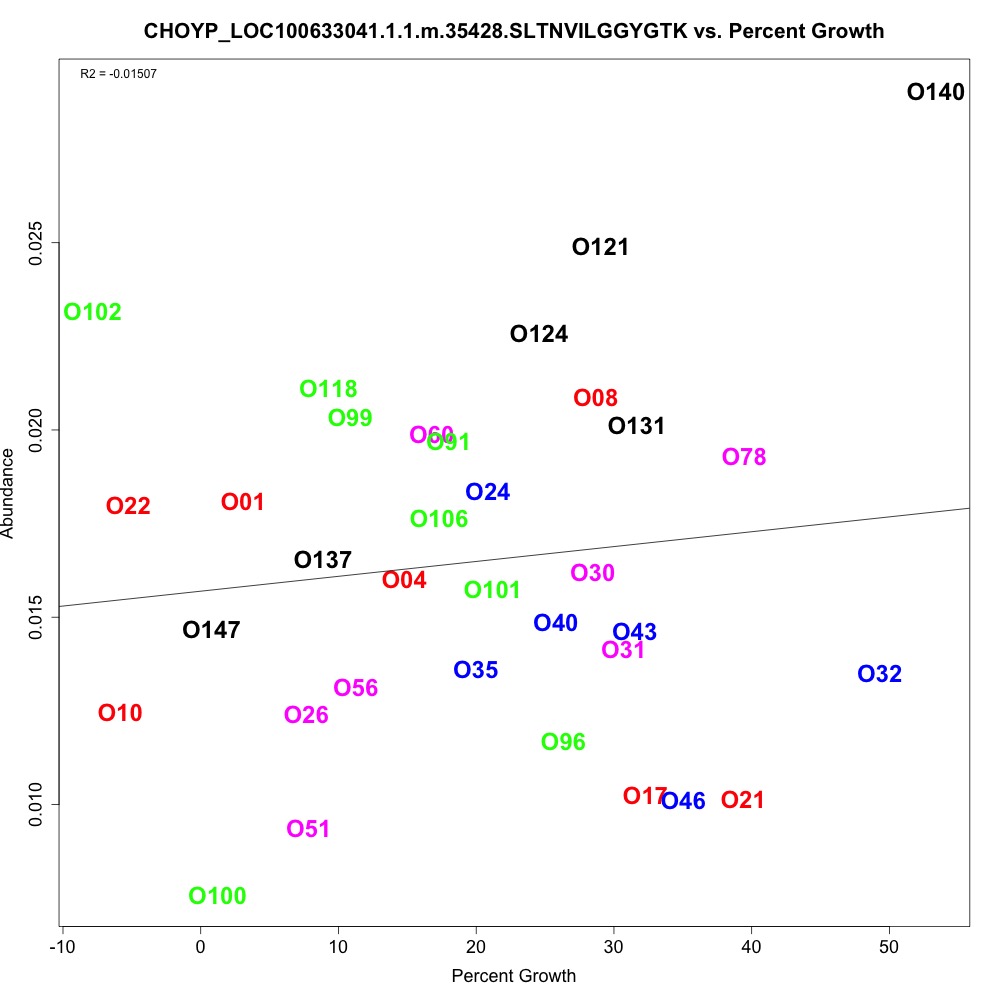 CHOYP_LOC100633041.1.1.m.35428.SLTNVILGGYGTK vs. Percent Growth
R2 = -0.01507
O140
0.025
O121
O102
O124
O118
O08
O99
O131
0.020
O60
O91
O78
Abundance
O24
O22
O01
O106
O137
O04
O30
O101
0.015
O147
O40
O43
O31
O35
O32
O56
O10
O26
O96
0.010
O17
O46
O21
O51
O100
-10 0 10 20 30 40 50
Percent Growth